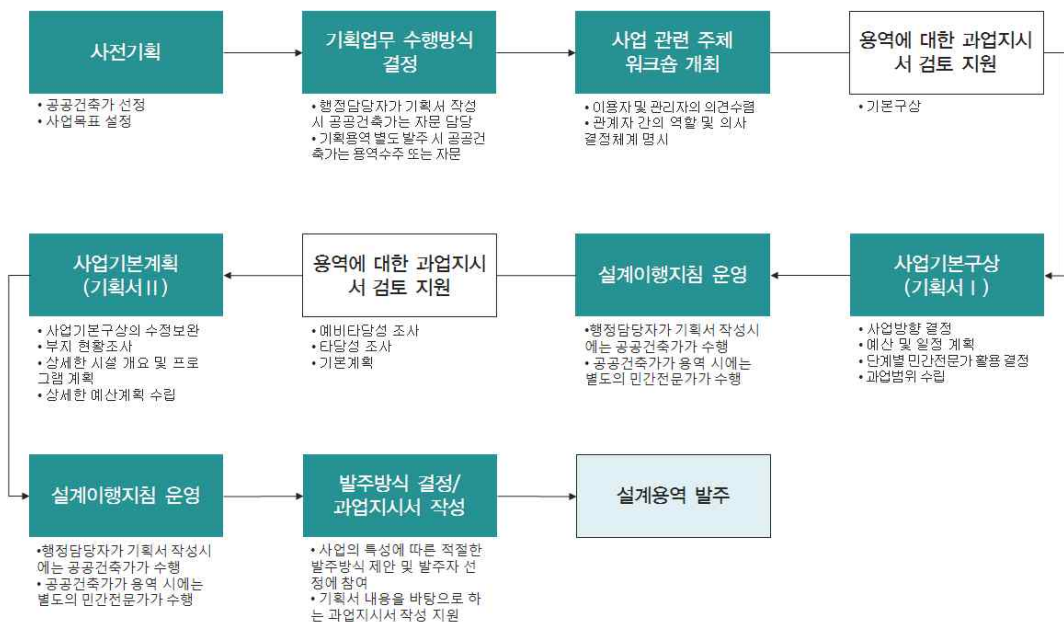 사전기획
• 공공건축가 선정
• 사업목표 설정
기획업무 수행방식
결정
• 행정담당자가 기획서 작성
시 공공건축가는 자문 담당
• 기획용역 별도 발주 시 공공건
축가는 용역수주 또는 자문
사업 관련 주체
워크숍 개최
• 이용자 및 관리자의 의견수렴
• 관계자 간의 역할 및 의사
결정체계 명시
용역에 대한 과업지시
서 검토 지원
• 기본구상
사업기본계획
(기획서Ⅱ)
• 사업기본구상의 수정보완
• 부지 현황조사
• 상세한 시설 개요 및 프로
그램 계획
• 상세한 예산계획 수립
용역에 대한 과업지시
서 검토 지원
• 예비타당성 조사
• 타당성 조사
• 기본계획
설계이행지침 운영
•행정담당자가 기획서 작성시
에는 공공건축가가 수행
• 공공건축가가 용역 시에는
별도의 민간전문가가 수행
사업기본구상
(기획서Ⅰ)
• 사업방향 결정
• 예산 및 일정 계획
• 단계별 민간전문가 활용 결정
• 과업범위 수립
설계이행지침 운영
•행정담당자가 기획서 작성시
에는 공공건축가가 수행
• 공공건축가가 용역 시에는
별도의 민간전문가가 수행
발주방식 결정/
과업지시서 작성
• 사업의 특성에 따른 적절한
발주방식 제안 및 발주자 선
정에 참여
• 기획서 내용을 바탕으로 하
는 과업지시서 작성 지원
설계용역 발주